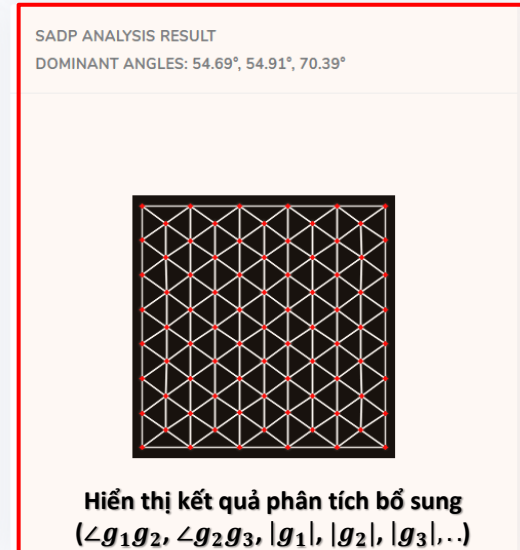 SADP ANALYSIS RESULT
DOMINANT ANGLES: 54.69°, 54.91°, 70.39°
Hiển thị kết quả phân tích bổ sung
(∠g₁g₂, ∠g₂g₃, |g₁|, |g₂|, |g₃|,..)